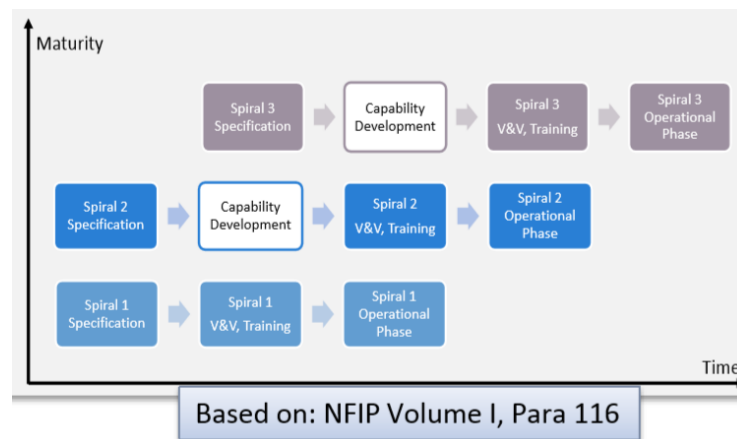 Maturity
Spiral 3
Specification
Capability
Development
Spiral 3
V&V, Training
Spiral 3
Operational
Phase
Spiral 2
Specification
Capability
Development
Spiral 2
V&V, Training
Spiral 2
Operational
Phase
Spiral 1
Specification
Spiral 1
V&V, Training
Spiral 1
Operational
Phase
Time
Based on: NFIP Volume I, Para 116